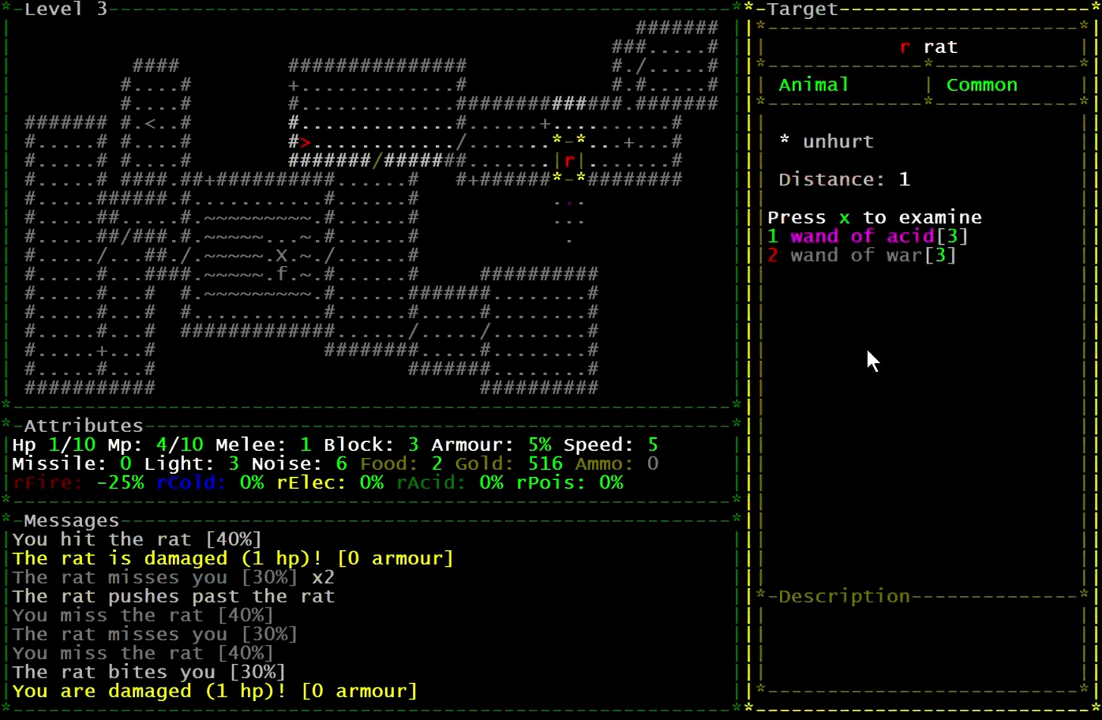 Level 3
Target
r rat
Animal | Common
* unhurt
Distance: 1
Press x to examine
1 wand of acid[3]
2 wand of war[3]
Attributes
Hp 1/10 Mp: 4/10 Melee: 1 Block: 3 Armour: 5% Speed: 5
Missile: 0 Light: 3 Noise: 6 Food: 2 Gold: 516 Ammo: 0
rFire: -25% rCold: 0% rElec: 0% rAcid: 0% rPois: 0%
Messages
You hit the rat [40%]
The rat is damaged (1 hp)! [0 armour]
The rat misses you [30%] x2
The rat pushes past the rat
You miss the rat [40%]
The rat misses you [30%]
You miss the rat [40%]
The rat bites you [30%]
You are damaged (1 hp)! [0 armour]
Description